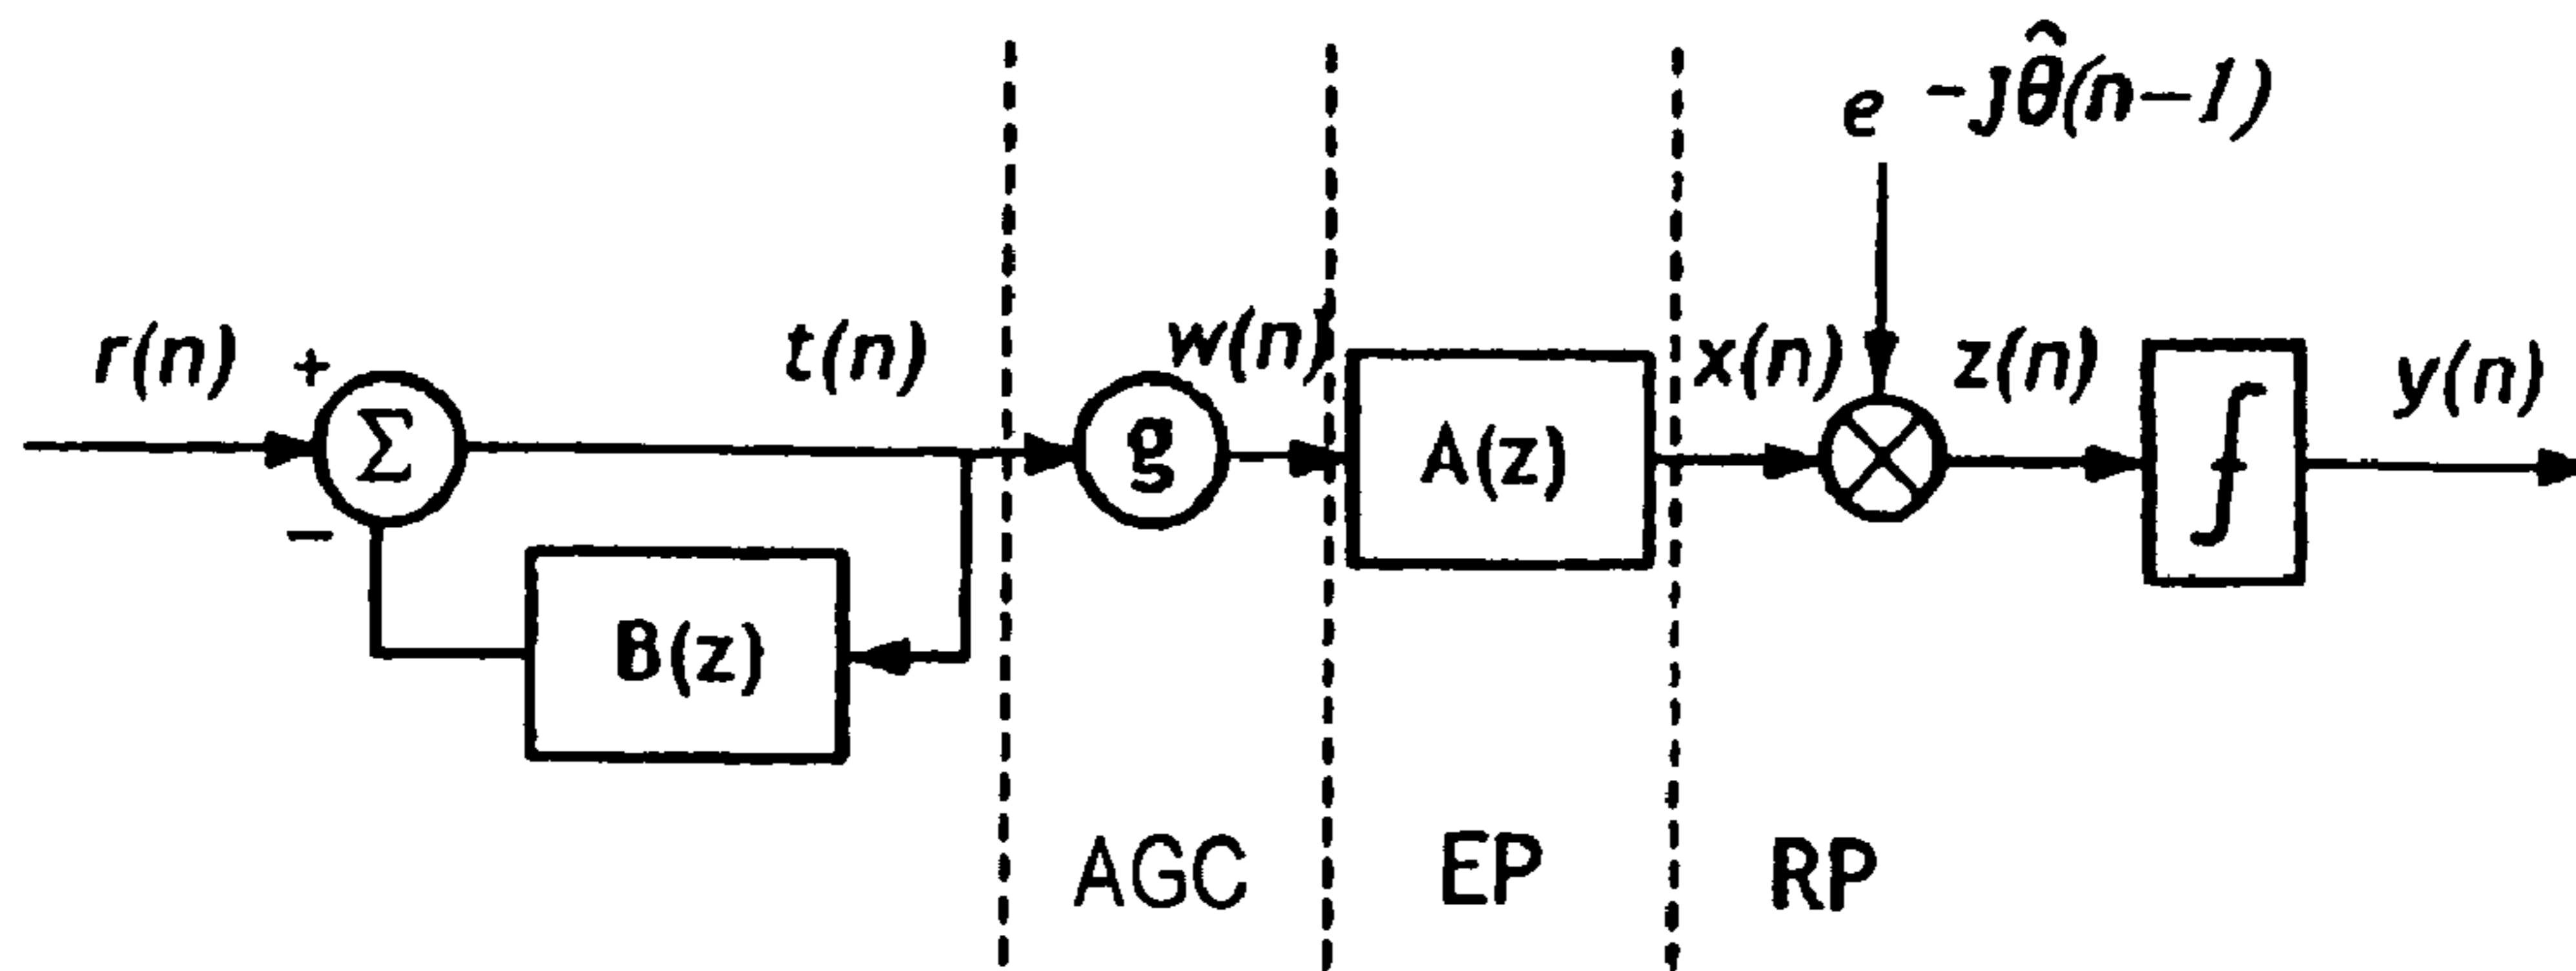 e -jθ̂(n-1)
r(n)
+
Σ
−
t(n)
g
w(n)
A(z)
x(n)
z(n)
ƒ
y(n)
B(z)
AGC
EP
RP